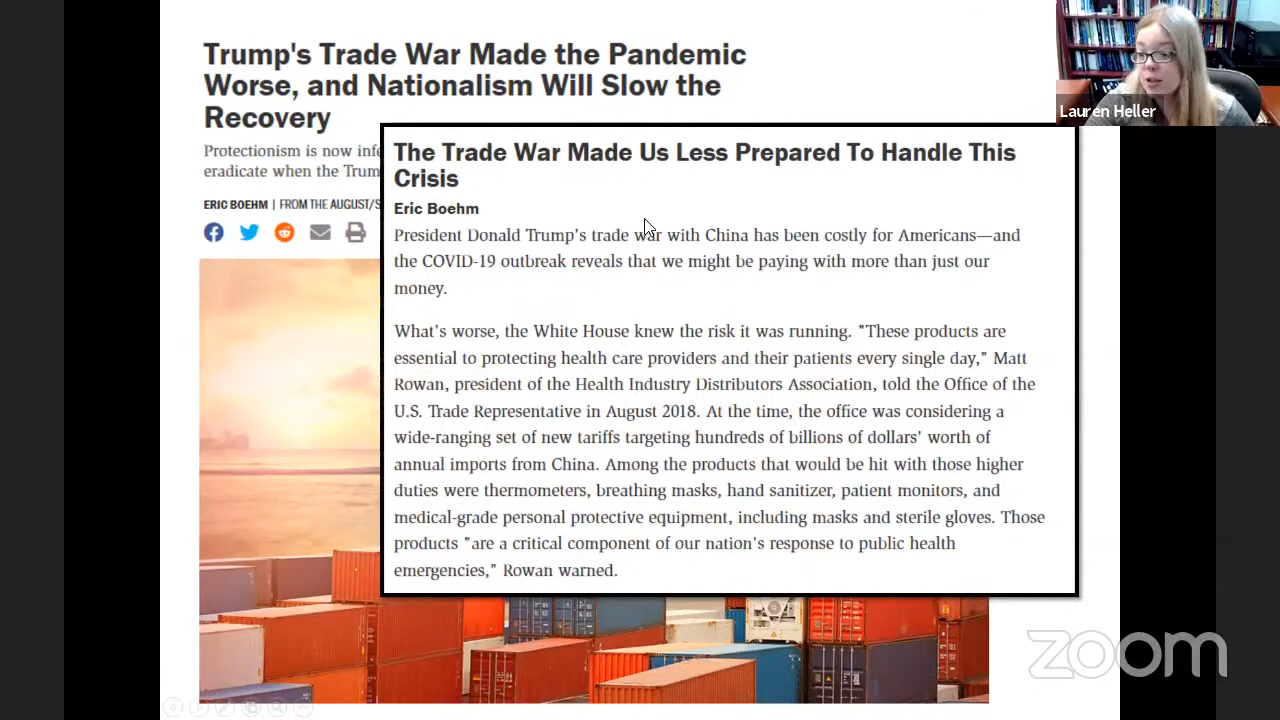 Trump's Trade War Made the Pandemic
Worse, and Nationalism Will Slow the
Recovery
Protectionism is now infe
eradicate when the Trum
ERIC BOEHM | FROM THE AUGUST/S
Lauren Heller
The Trade War Made Us Less Prepared To Handle This
Crisis
Eric Boehm
President Donald Trump's trade war with China has been costly for Americans—and
the COVID-19 outbreak reveals that we might be paying with more than just our
money.
What's worse, the White House knew the risk it was running. "These products are
essential to protecting health care providers and their patients every single day," Matt
Rowan, president of the Health Industry Distributors Association, told the Office of the
U.S. Trade Representative in August 2018. At the time, the office was considering a
wide-ranging set of new tariffs targeting hundreds of billions of dollars' worth of
annual imports from China. Among the products that would be hit with those higher
duties were thermometers, breathing masks, hand sanitizer, patient monitors, and
medical-grade personal protective equipment, including masks and sterile gloves. Those
products "are a critical component of our nation's response to public health
emergencies," Rowan warned.
zoom